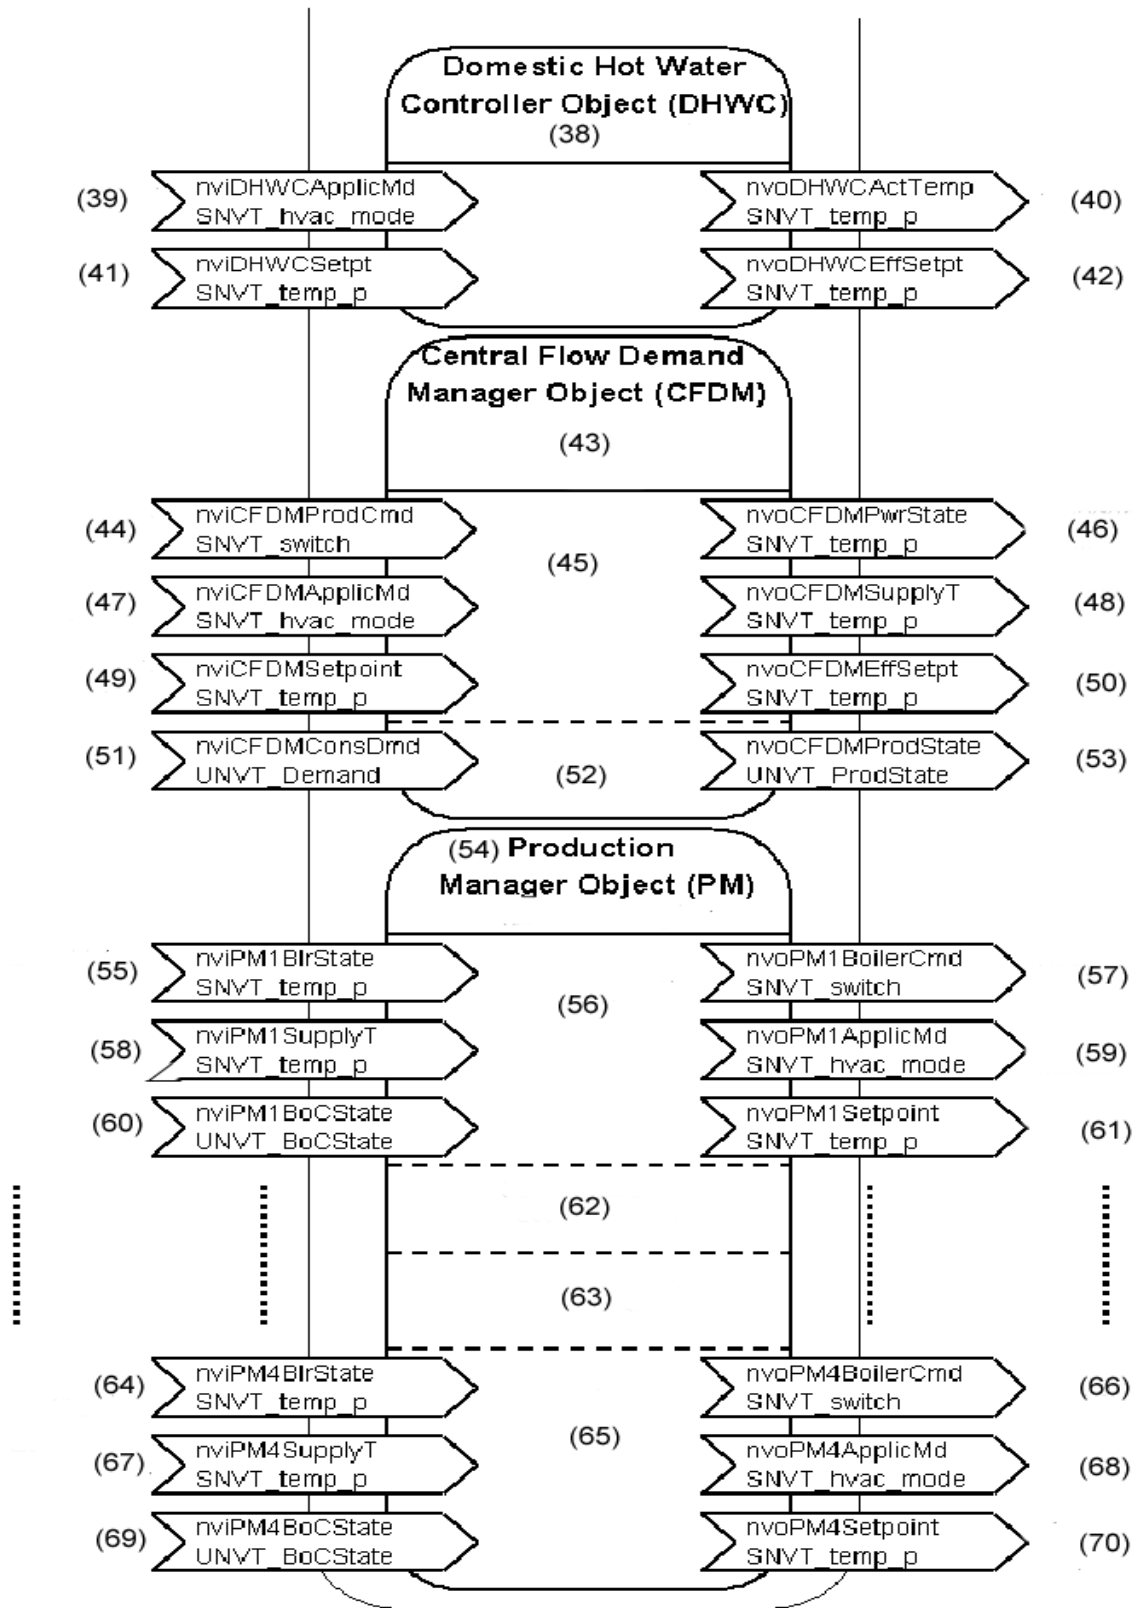 Domestic Hot Water
Controller Object (DHWC)
(38)
(39)
nviDHWCApplicMd
SNVT_hvac_mode
nvoDHWCActTemp
SNVT_temp_p
(40)
(41)
nviDHWCSetpt
SNVT_temp_p
nvoDHWCEffSetpt
SNVT_temp_p
(42)
Central Flow Demand
Manager Object (CFDM)
(43)
(44)
nviCFDMProdCmd
SNVT_switch
(45)
nvoCFDMPwrState
SNVT_temp_p
(46)
(47)
nviCFDMApplicMd
SNVT_hvac_mode
nvoCFDMSupplyT
SNVT_temp_p
(48)
(49)
nviCFDMSetpoint
SNVT_temp_p
nvoCFDMEffSetpt
SNVT_temp_p
(50)
(51)
nviCFDMConsDmd
UNVT_Demand
(52)
nvoCFDMProdState
UNVT_ProdState
(53)
(54) Production
Manager Object (PM)
(55)
nviPM1BlrState
SNVT_temp_p
(56)
nvoPM1BoilerCmd
SNVT_switch
(57)
(58)
nviPM1SupplyT
SNVT_temp_p
nvoPM1ApplicMd
SNVT_hvac_mode
(59)
(60)
nviPM1BoCState
UNVT_BoCState
nvoPM1Setpoint
SNVT_temp_p
(61)
(62)
(63)
(64)
nviPM4BlrState
SNVT_temp_p
(65)
nvoPM4BoilerCmd
SNVT_switch
(66)
(67)
nviPM4SupplyT
SNVT_temp_p
nvoPM4ApplicMd
SNVT_hvac_mode
(68)
(69)
nviPM4BoCState
UNVT_BoCState
nvoPM4Setpoint
SNVT_temp_p
(70)